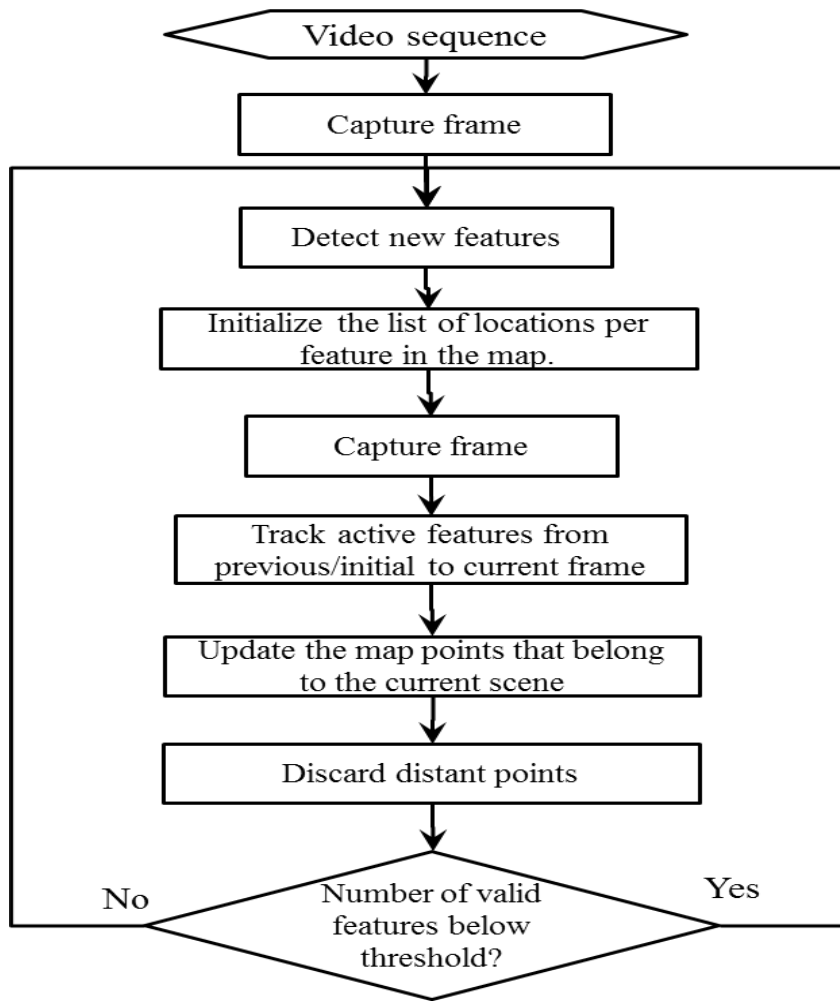 Video sequence
Capture frame
Detect new features
Initialize the list of locations per
feature in the map.
Capture frame
Track active features from
previous/initial to current frame
Update the map points that belong
to the current scene
Discard distant points
No
Number of valid
features below
threshold?
Yes